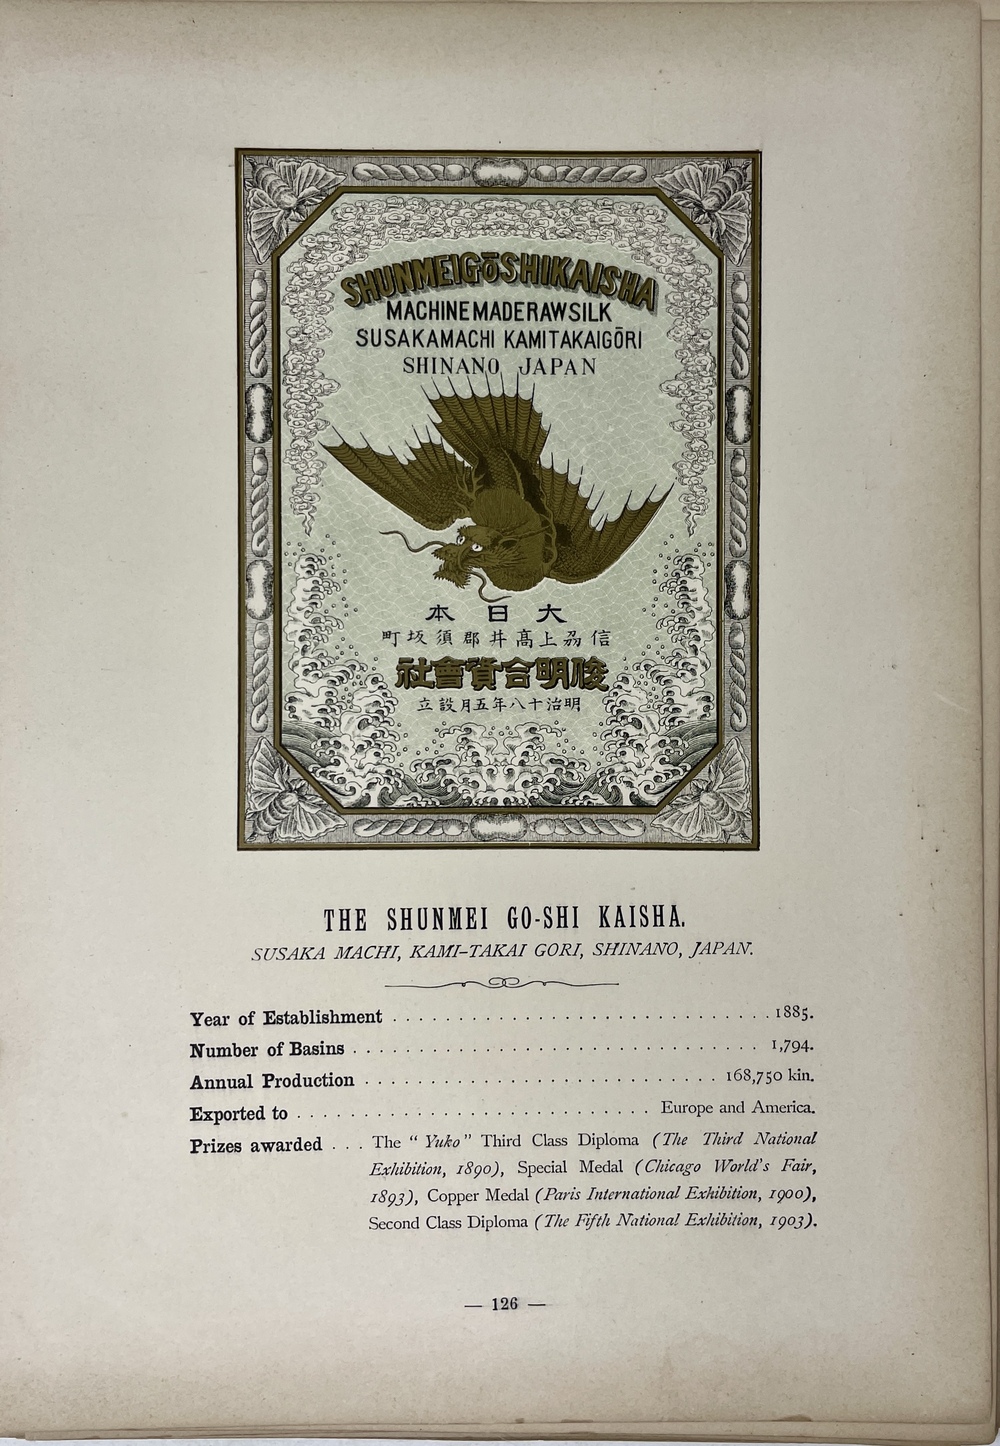 SHUNMEIGŌSHIKAISHA
MACHINE MADE RAW SILK
SUSAKAMACHI KAMITAKAIGŌRI
SHINANO JAPAN
大日本
信刕上高井郡須坂町
俊明合資會社
明治十八年五月設立
THE SHUNMEI GO-SHI KAISHA.
SUSAKA MACHI, KAMI-TAKAI GORI, SHINANO, JAPAN.
Year of Establishment . . . . . . . . . . . . . . . . . . . . . . . . . . . . . . 1885.
Number of Basins . . . . . . . . . . . . . . . . . . . . . . . . . . . . . . . . 1,794.
Annual Production . . . . . . . . . . . . . . . . . . . . . . . . . . . . 168,750 kin.
Exported to . . . . . . . . . . . . . . . . . . . . . . . . . . . . Europe and America.
Prizes awarded . . . The "Yuko" Third Class Diploma (The Third National
Exhibition, 1890), Special Medal (Chicago World's Fair,
1893), Copper Medal (Paris International Exhibition, 1900),
Second Class Diploma (The Fifth National Exhibition, 1903).
— 126 —